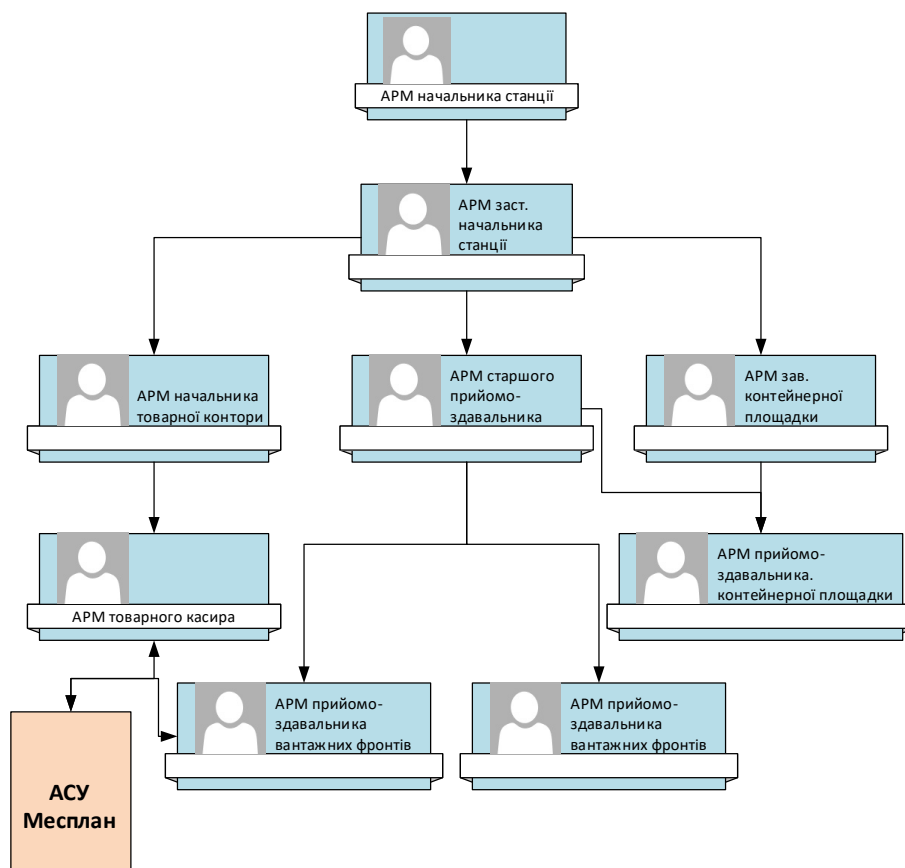 АРМ начальника станції
АРМ заст.
начальника
станції
АРМ начальника
товарної контори
АРМ старшого
прийомо-
здавальника
АРМ зав.
контейнерної
площадки
АРМ товарного касира
АРМ прийомо-
здавальника.
контейнерної площадки
АРМ прийомо-
здавальника
вантажних фронтів
АРМ прийомо-
здавальника
вантажних фронтів
АСУ
Месплан